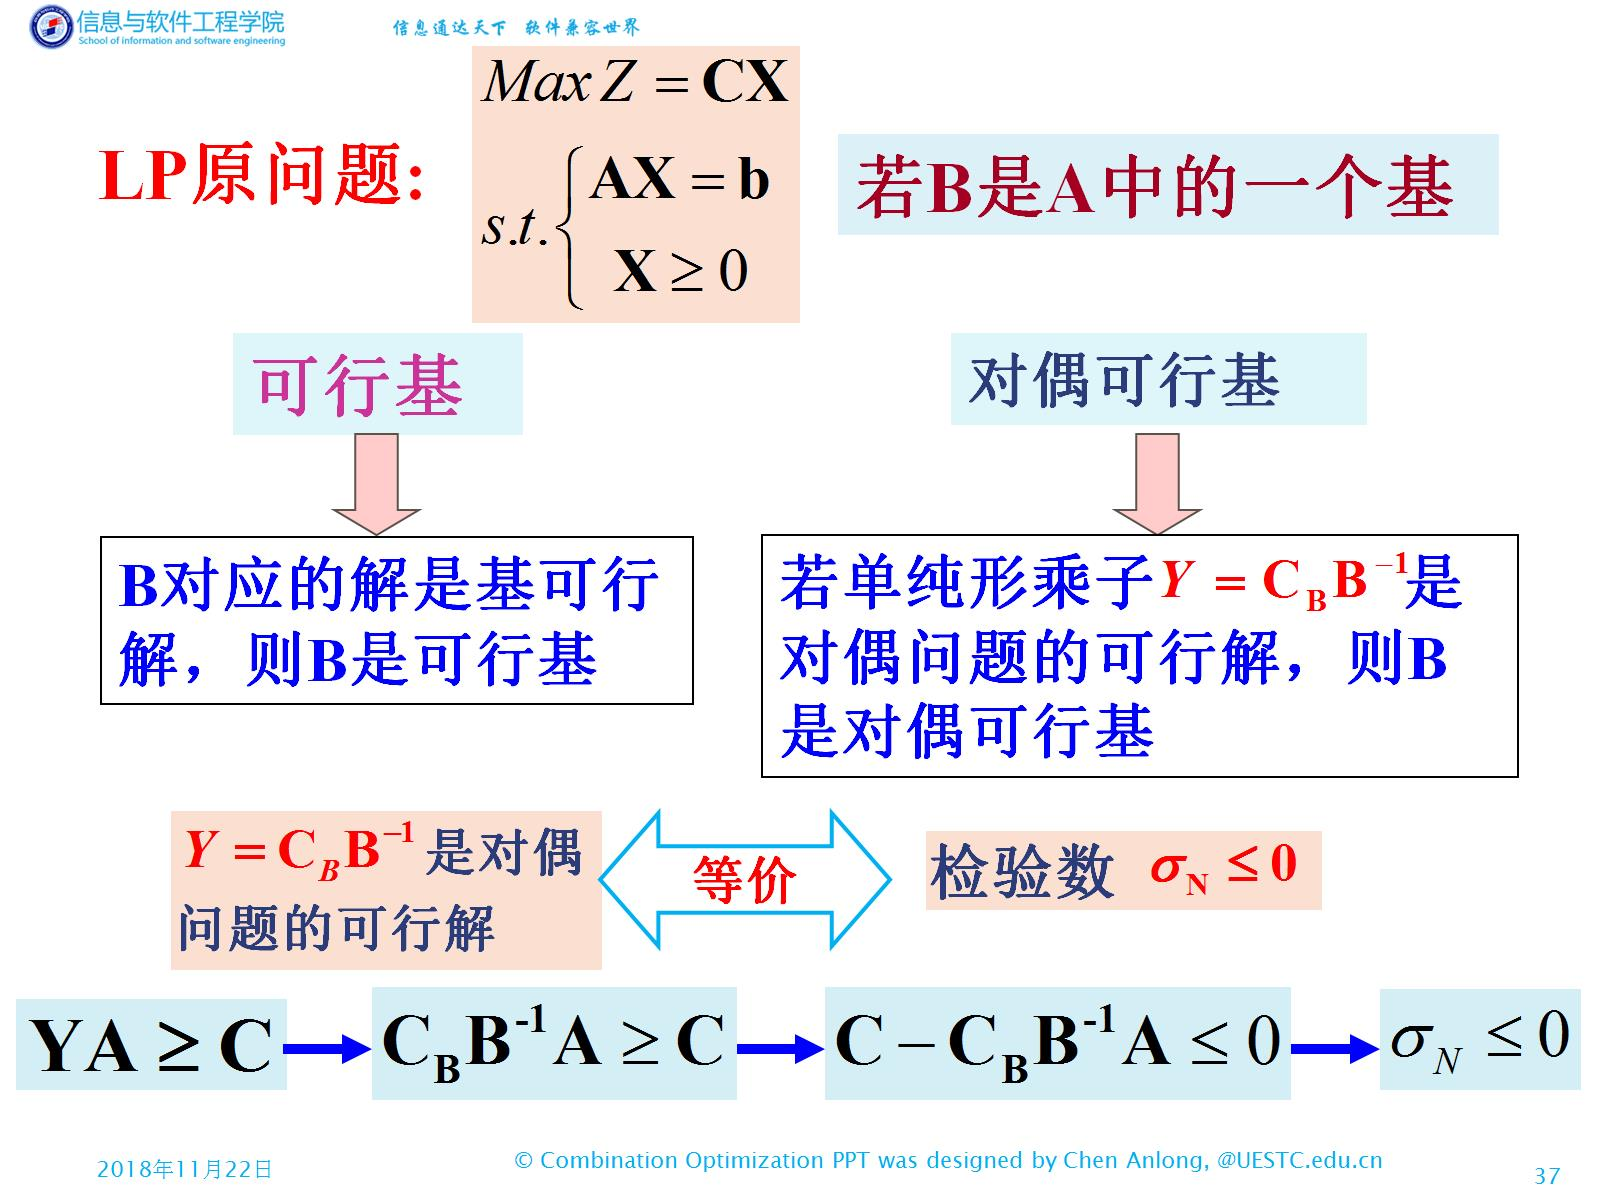 信息与软件工程学院
School of information and software engineering
信息通达天下 软件兼容世界
LP原问题:
Max Z = CX
s.t. { AX = b
X ≥ 0
若B是A中的一个基
可行基
对偶可行基
B对应的解是基可行
解，则B是可行基
若单纯形乘子Y = C_B B⁻¹是
对偶问题的可行解，则B
是对偶可行基
Y = C_B B⁻¹ 是对偶
问题的可行解
等价
检验数 σ_N ≤ 0
YA ≥ C
C_B B⁻¹ A ≥ C
C − C_B B⁻¹ A ≤ 0
σ_N ≤ 0
2018年11月22日
© Combination Optimization PPT was designed by Chen Anlong, @UESTC.edu.cn
37